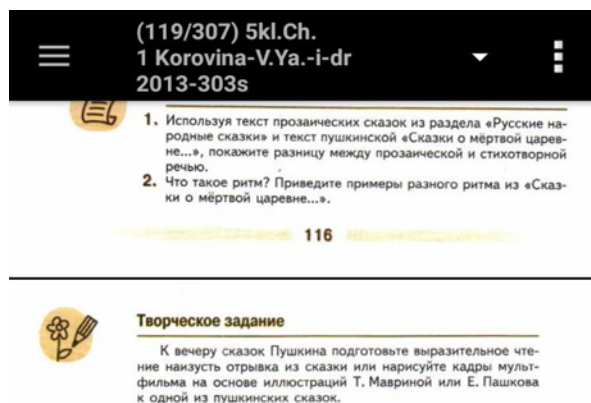 (119/307) 5kl.Ch.
1 Korovina-V.Ya.-i-dr
2013-303s
1. Используя текст прозаических сказок из раздела «Русские на-
родные сказки» и текст пушкинской «Сказки о мёртвой царев-
не...», покажите разницу между прозаической и стихотворной
речью.
2. Что такое ритм? Приведите примеры разного ритма из «Сказ-
ки о мёртвой царевне...».
116
Творческое задание
К вечеру сказок Пушкина подготовьте выразительное чте-
ние наизусть отрывка из сказки или нарисуйте кадры мульт-
фильма на основе иллюстраций Т. Мавриной или Е. Пашкова
к одной из пушкинских сказок.